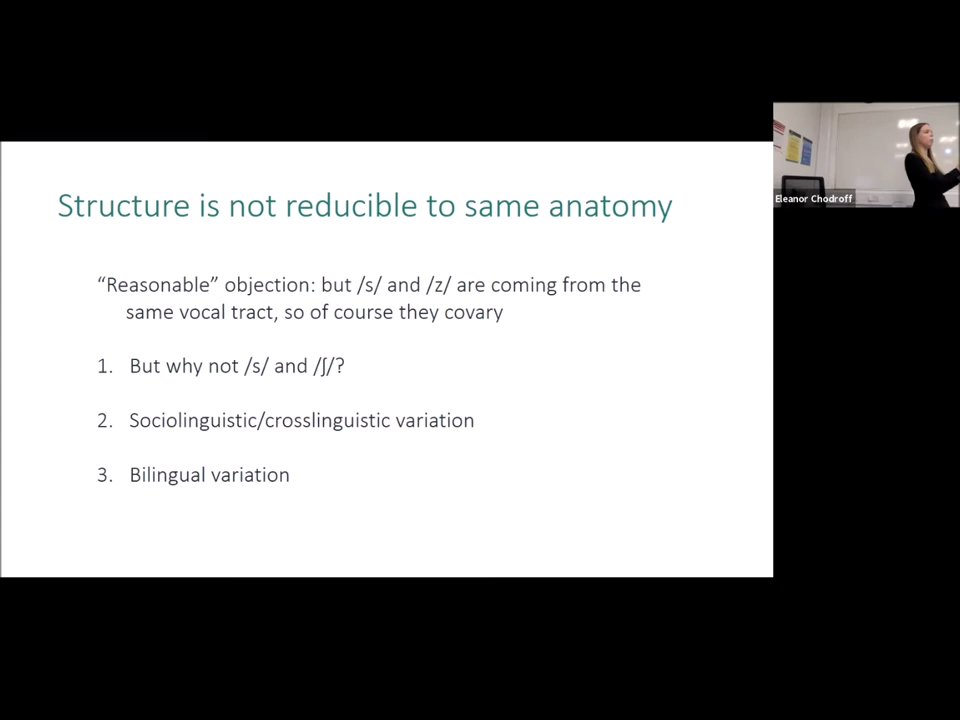 Structure is not reducible to same anatomy
“Reasonable” objection: but /s/ and /z/ are coming from the
same vocal tract, so of course they covary
1. But why not /s/ and /ʃ/?
2. Sociolinguistic/crosslinguistic variation
3. Bilingual variation
Eleanor Chodroff